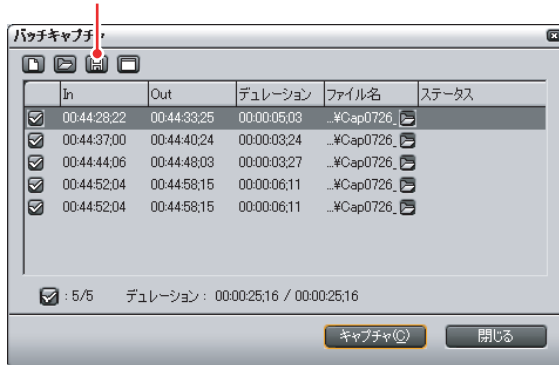 バッチキャプチャ
In Out デュレーション ファイル名 ステータス
00:44:28;22 00:44:33;25 00:00:05;03 ...¥Cap0726_
00:44:37;00 00:44:40;24 00:00:03;24 ...¥Cap0726_
00:44:44;06 00:44:48;03 00:00:03;27 ...¥Cap0726_
00:44:52;04 00:44:58;15 00:00:06;11 ...¥Cap0726_
00:44:52;04 00:44:58;15 00:00:06;11 ...¥Cap0726_
: 5/5 デュレーション : 00:00:25;16 / 00:00:25;16
キャプチャ(C) 閉じる